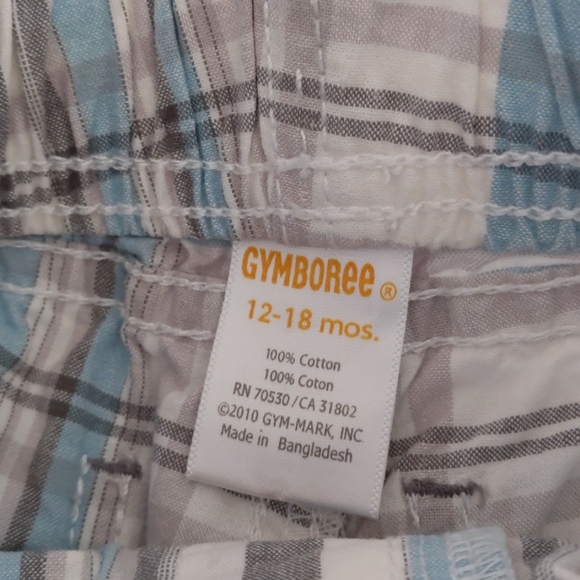 GYMBOREE®
12-18 mos.
100% Cotton
100% Coton
RN 70530/CA 31802
©2010 GYM-MARK, INC.
Made in Bangladesh